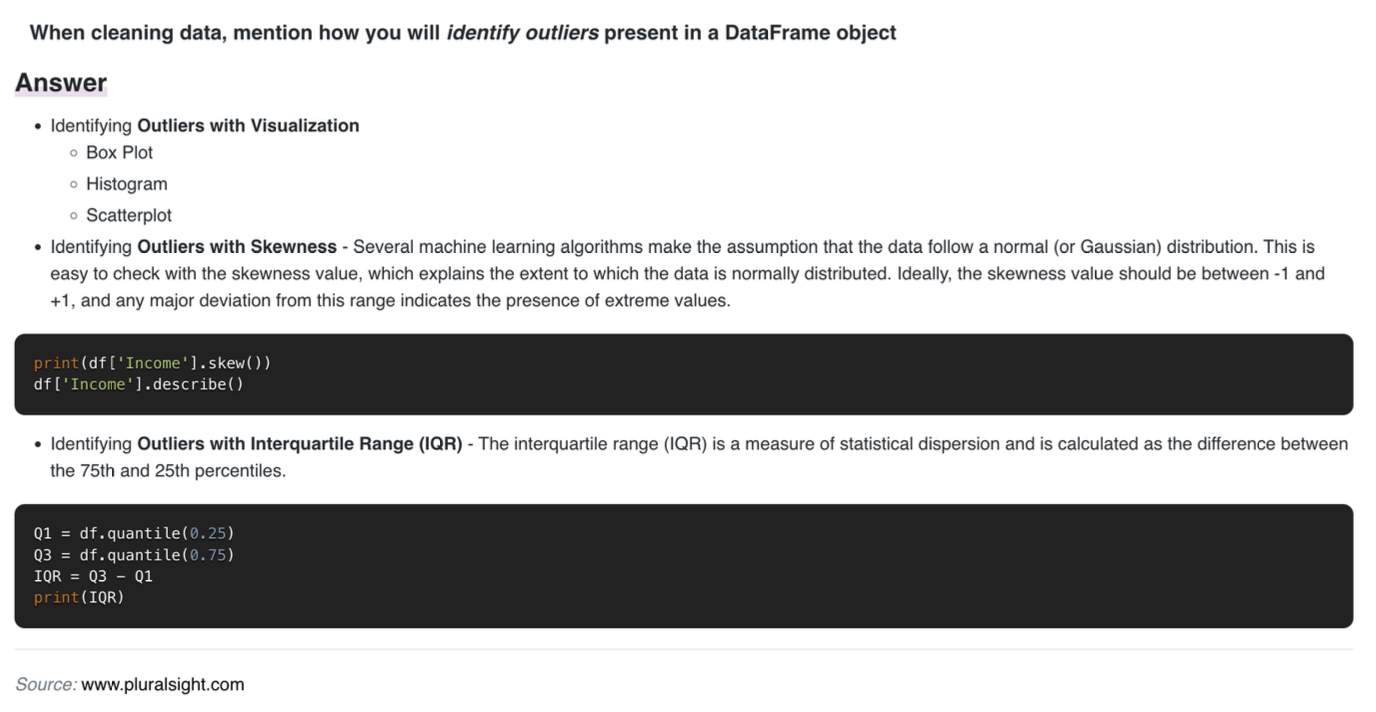 When cleaning data, mention how you will identify outliers present in a DataFrame object
Answer
• Identifying Outliers with Visualization
◦ Box Plot
◦ Histogram
◦ Scatterplot
• Identifying Outliers with Skewness - Several machine learning algorithms make the assumption that the data follow a normal (or Gaussian) distribution. This is
easy to check with the skewness value, which explains the extent to which the data is normally distributed. Ideally, the skewness value should be between -1 and
+1, and any major deviation from this range indicates the presence of extreme values.
print(df['Income'].skew())
df['Income'].describe()
• Identifying Outliers with Interquartile Range (IQR) - The interquartile range (IQR) is a measure of statistical dispersion and is calculated as the difference between
the 75th and 25th percentiles.
Q1 = df.quantile(0.25)
Q3 = df.quantile(0.75)
IQR = Q3 − Q1
print(IQR)
Source: www.pluralsight.com